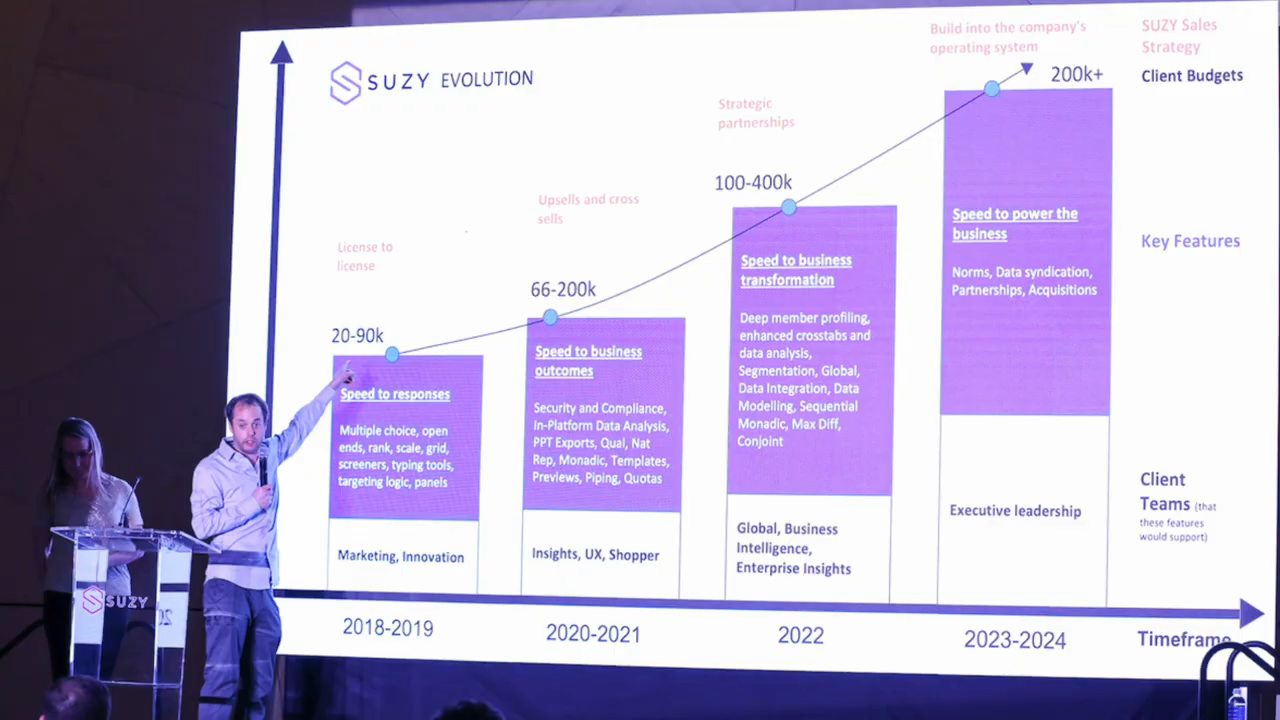 SUZY EVOLUTION
Build into the company's
operating system
SUZY Sales
Strategy
200k+
Client Budgets
Strategic
partnerships
100-400k
Upsells and cross
sells
66-200k
License to
license
20-90k
Speed to responses
Multiple choice, open
ends, rank, scale, grid,
screeners, typing tools,
targeting logic, panels
Marketing, Innovation
Speed to business
outcomes
Security and Compliance,
In-Platform Data Analysis,
PPT Exports, Qual, Nat
Rep, Monadic, Templates,
Previews, Piping, Quotas
Insights, UX, Shopper
Speed to business
transformation
Deep member profiling,
enhanced crosstabs and
data analysis,
Segmentation, Global,
Data Integration, Data
Modelling, Sequential
Monadic, Max Diff,
Conjoint
Global, Business
Intelligence,
Enterprise Insights
Speed to power the
business
Norms, Data syndication,
Partnerships, Acquisitions
Executive leadership
Key Features
Client
Teams (that
these features
would support)
2018-2019
2020-2021
2022
2023-2024
Timeframe
SUZY